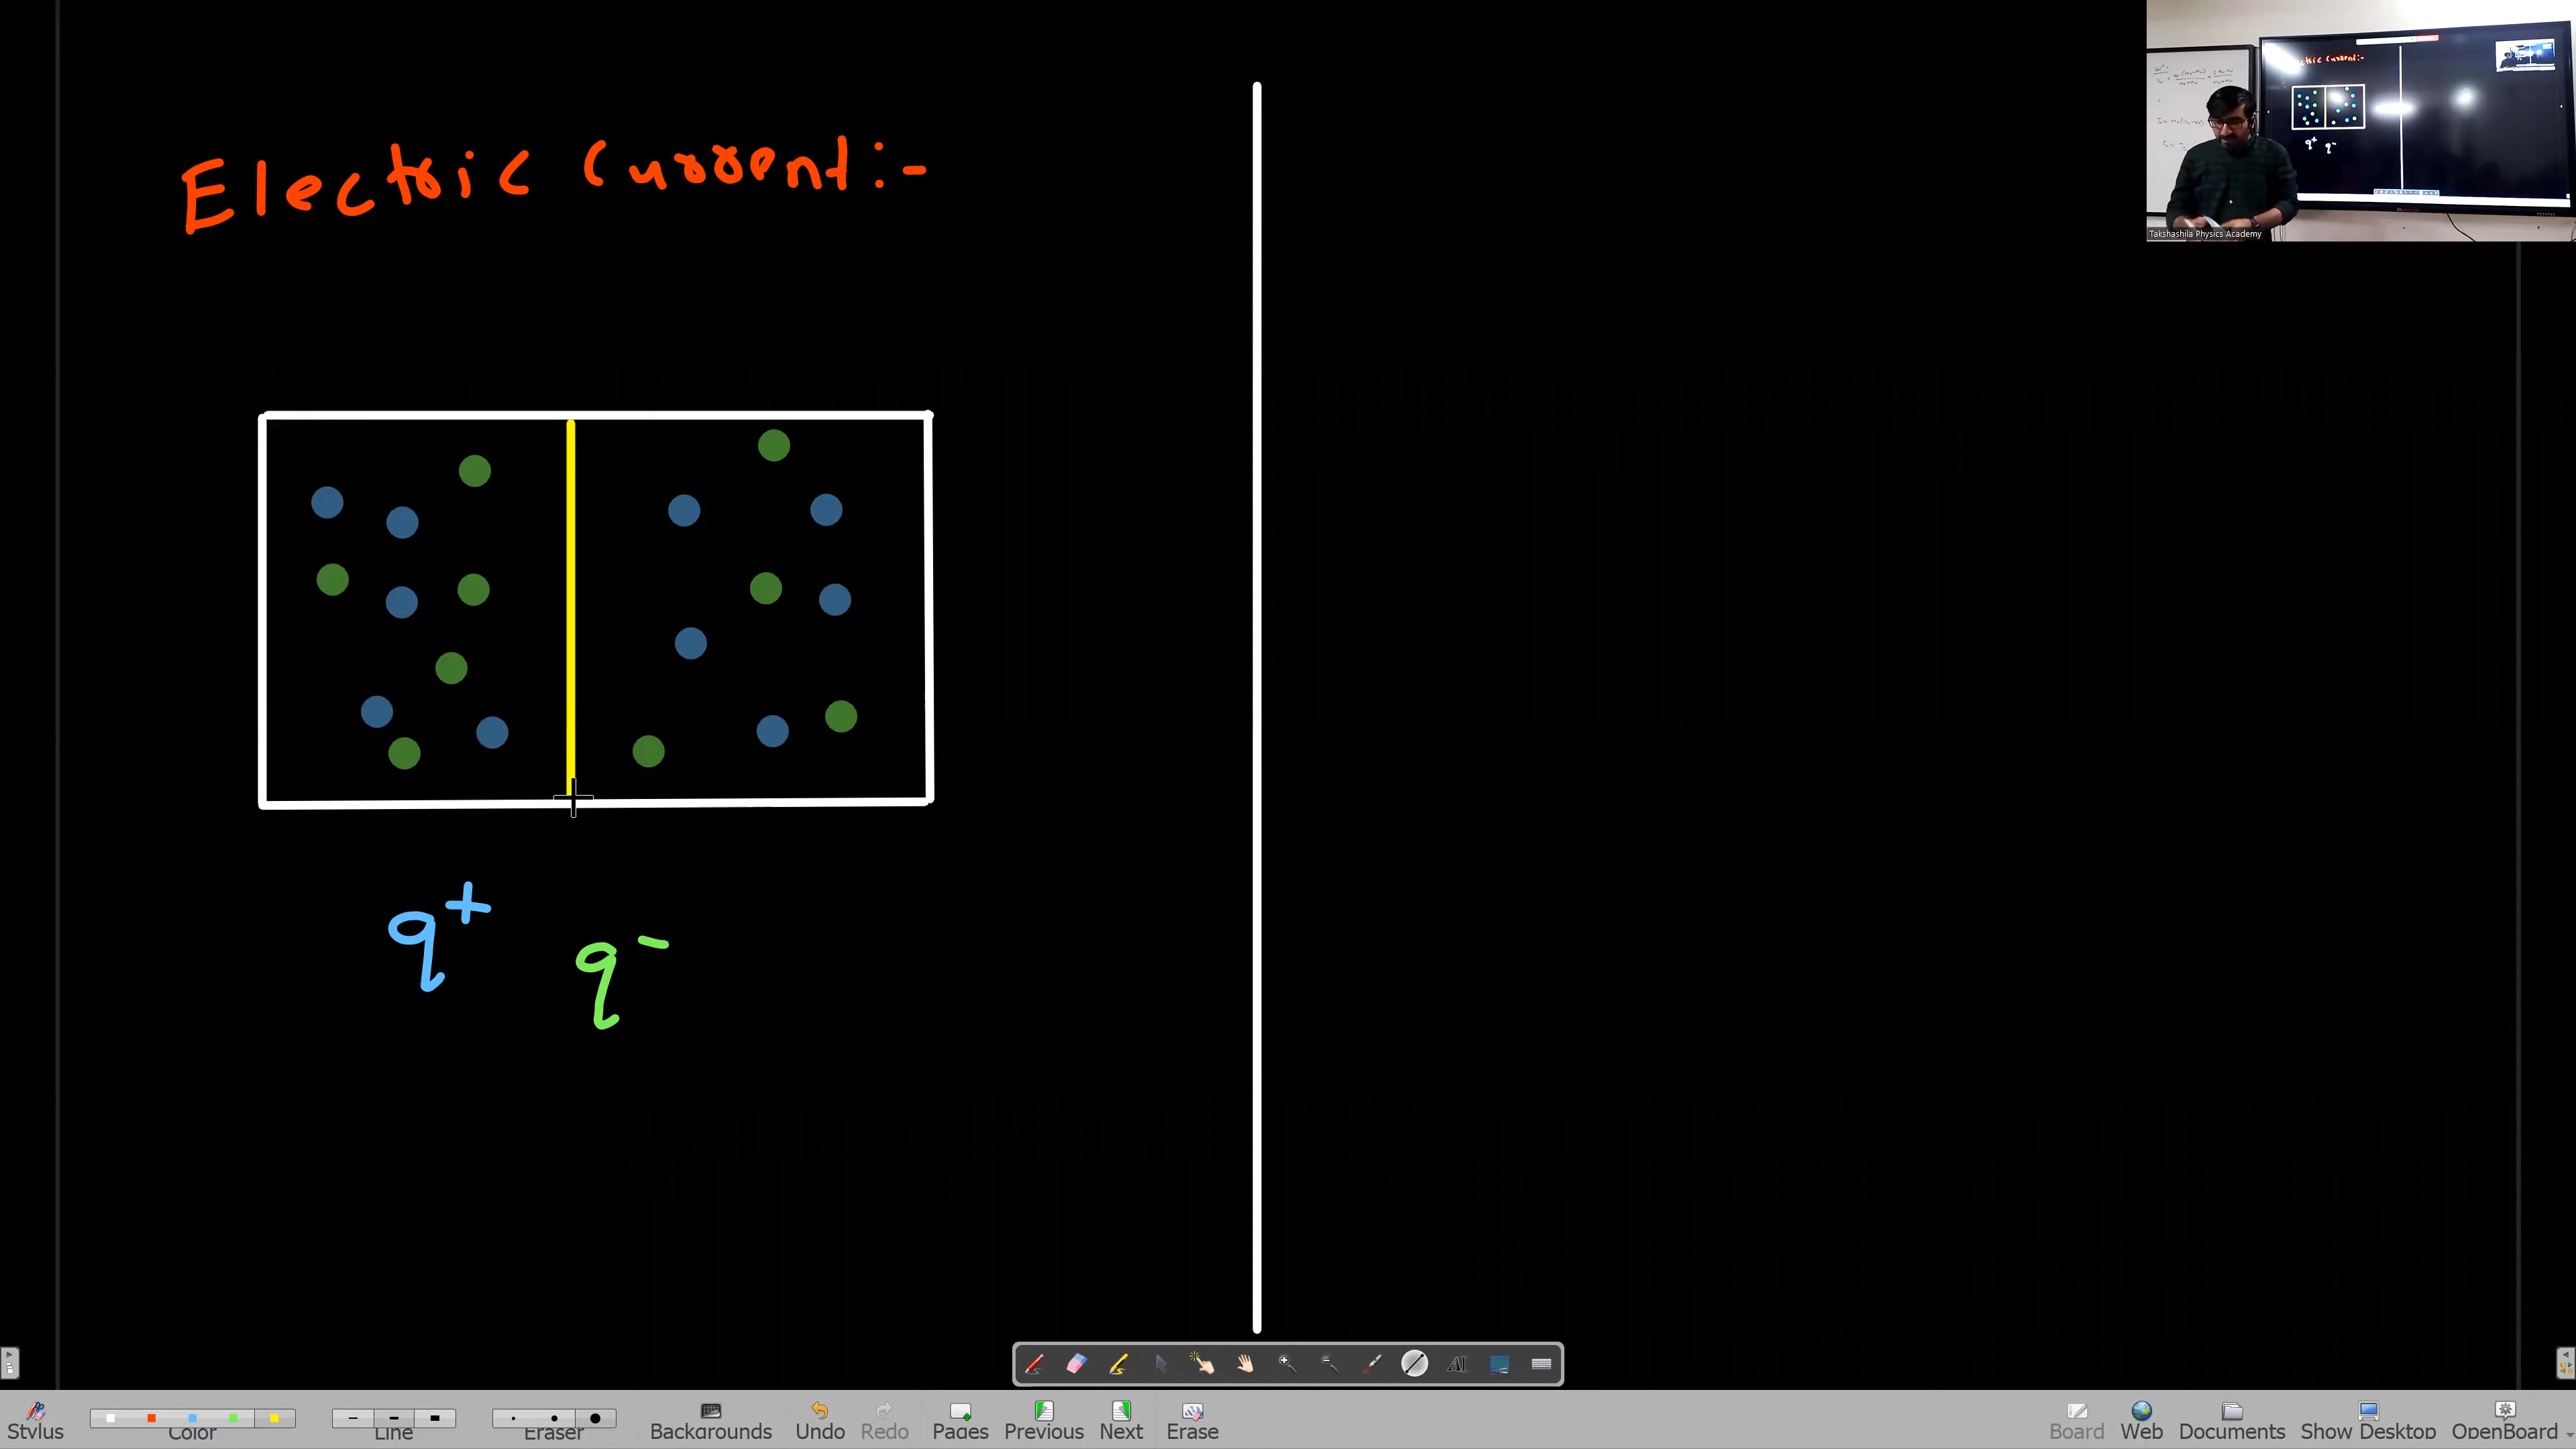 Electric Current:-
q+
q-
Takshashila Physics Academy
Stylus
Color
Line
Eraser
Backgrounds
Undo
Redo
Pages
Previous
Next
Erase
Board
Web
Documents
Show Desktop
OpenBoard
AI